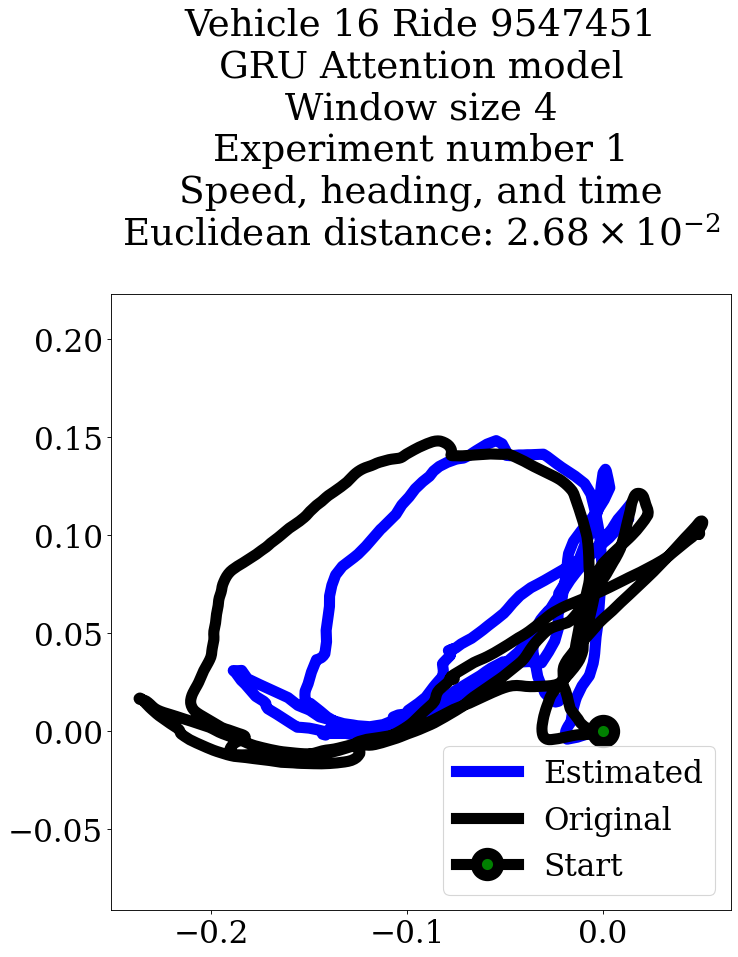 Vehicle 16 Ride 9547451
GRU Attention model
Window size 4
Experiment number 1
Speed, heading, and time
Euclidean distance: 2.68 × 10⁻²
0.20
0.15
0.10
0.05
0.00
−0.05
Estimated
Original
Start
−0.2
−0.1
0.0